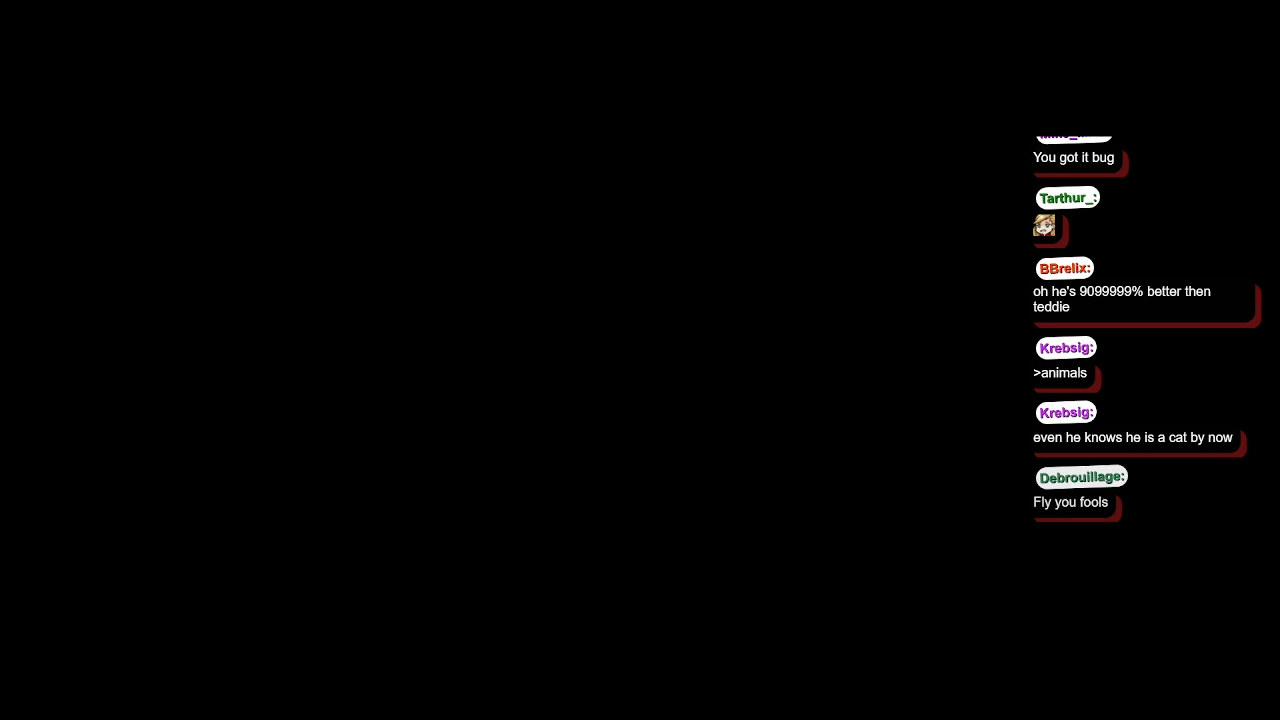 You got it bug
Tarthur_:
BBrelix:
oh he's 9099999% better then
teddie
Krebsig:
>animals
Krebsig:
even he knows he is a cat by now
Debrouillage:
Fly you fools